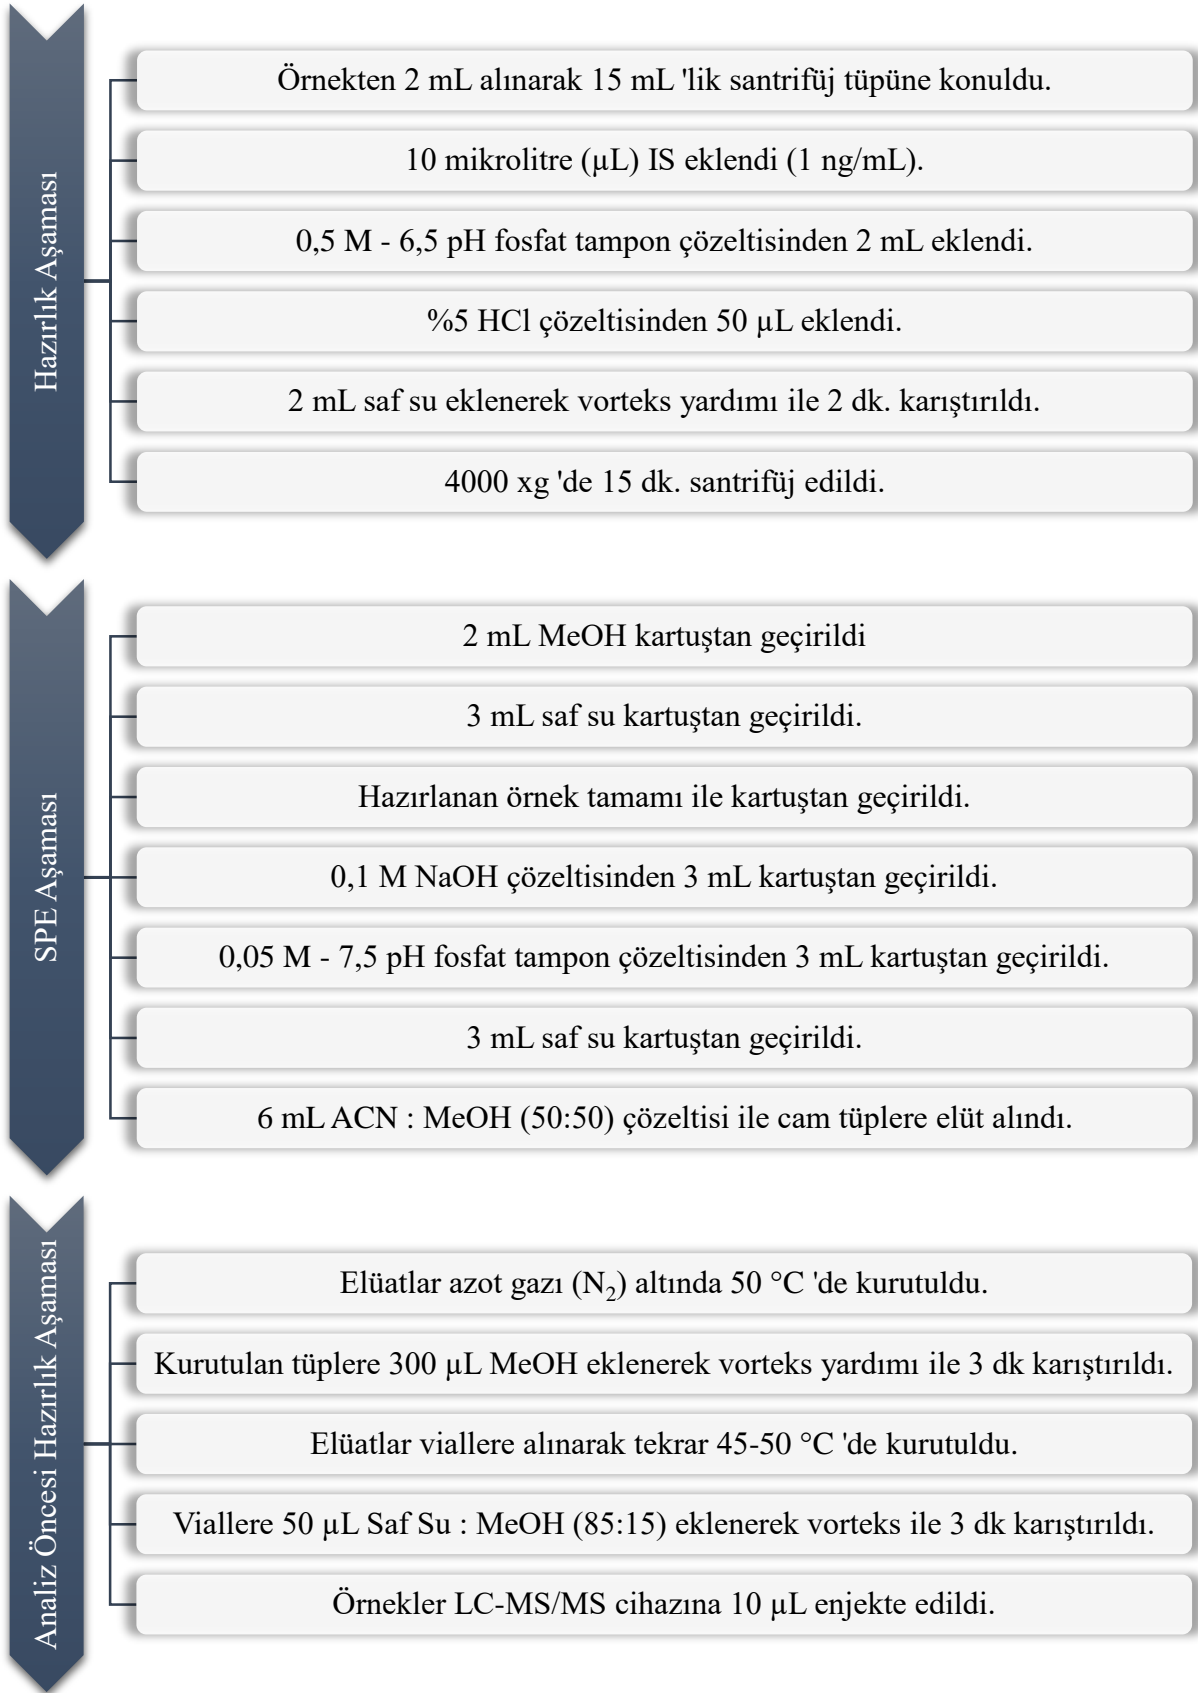 Hazırlık Aşaması
Örnekten 2 mL alınarak 15 mL 'lik santrifüj tüpüne konuldu.
10 mikrolitre (µL) IS eklendi (1 ng/mL).
0,5 M - 6,5 pH fosfat tampon çözeltisinden 2 mL eklendi.
%5 HCl çözeltisinden 50 µL eklendi.
2 mL saf su eklenerek vorteks yardımı ile 2 dk. karıştırıldı.
4000 xg 'de 15 dk. santrifüj edildi.
SPE Aşaması
2 mL MeOH kartuştan geçirildi
3 mL saf su kartuştan geçirildi.
Hazırlanan örnek tamamı ile kartuştan geçirildi.
0,1 M NaOH çözeltisinden 3 mL kartuştan geçirildi.
0,05 M - 7,5 pH fosfat tampon çözeltisinden 3 mL kartuştan geçirildi.
3 mL saf su kartuştan geçirildi.
6 mL ACN : MeOH (50:50) çözeltisi ile cam tüplere elüt alındı.
Analiz Öncesi Hazırlık Aşaması
Elüatlar azot gazı (N₂) altında 50 °C 'de kurutuldu.
Kurutulan tüplere 300 µL MeOH eklenerek vorteks yardımı ile 3 dk karıştırıldı.
Elüatlar viallere alınarak tekrar 45-50 °C 'de kurutuldu.
Viallere 50 µL Saf Su : MeOH (85:15) eklenerek vorteks ile 3 dk karıştırıldı.
Örnekler LC-MS/MS cihazına 10 µL enjekte edildi.